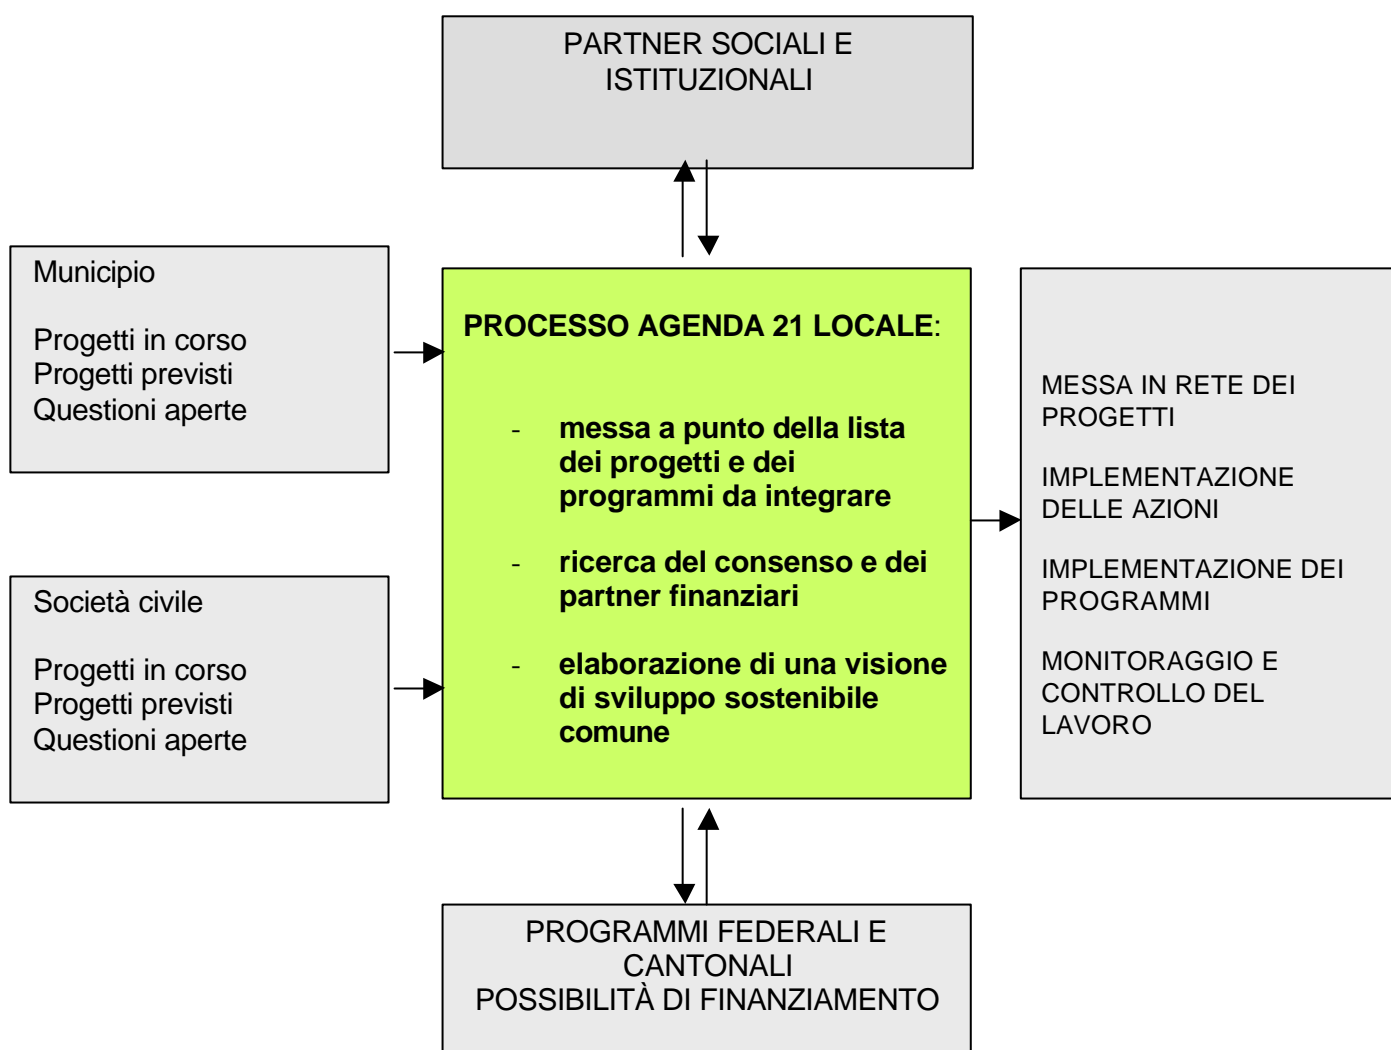 PARTNER SOCIALI E
ISTITUZIONALI
Municipio
Progetti in corso
Progetti previsti
Questioni aperte
Società civile
Progetti in corso
Progetti previsti
Questioni aperte
PROCESSO AGENDA 21 LOCALE:
- messa a punto della lista
dei progetti e dei
programmi da integrare
- ricerca del consenso e dei
partner finanziari
- elaborazione di una visione
di sviluppo sostenibile
comune
MESSA IN RETE DEI
PROGETTI
IMPLEMENTAZIONE
DELLE AZIONI
IMPLEMENTAZIONE DEI
PROGRAMMI
MONITORAGGIO E
CONTROLLO DEL
LAVORO
PROGRAMMI FEDERALI E
CANTONALI
POSSIBILITÀ DI FINANZIAMENTO